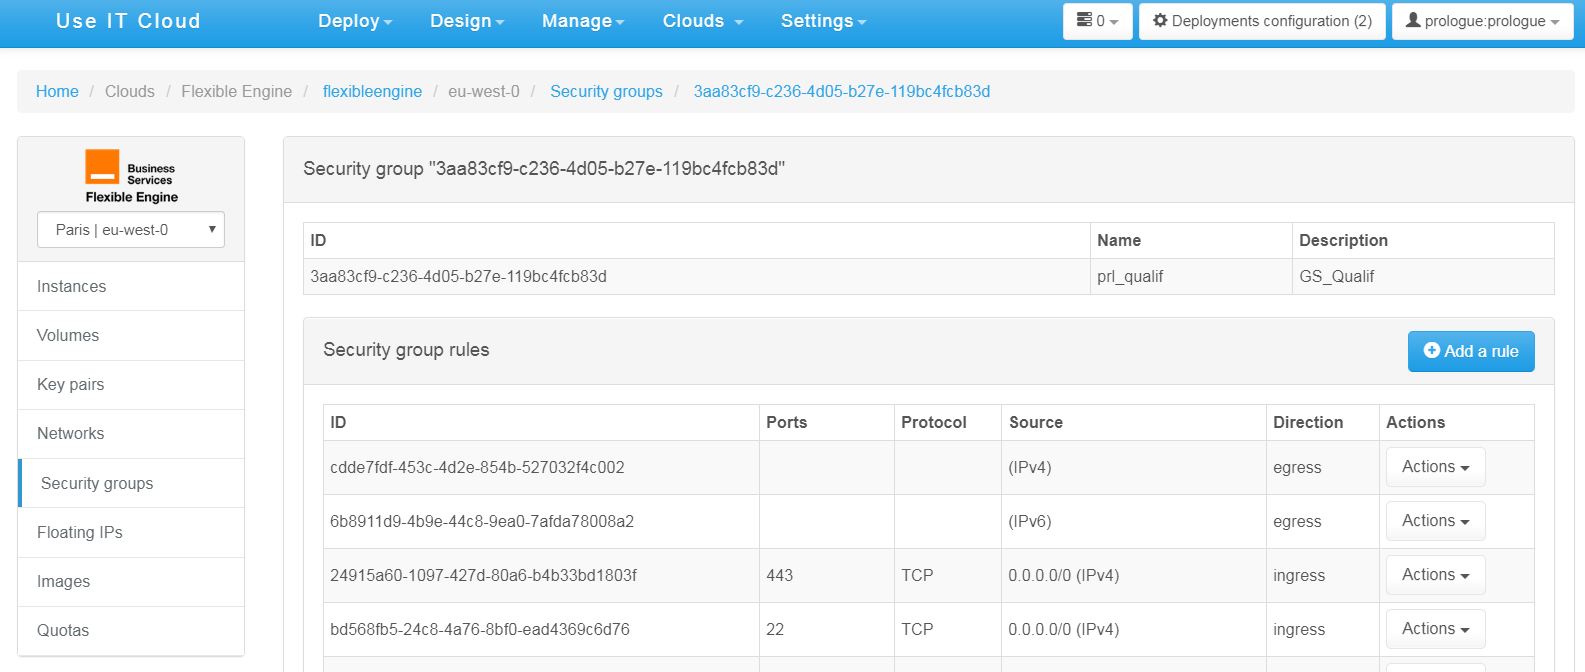 Use IT Cloud Deploy Design Manage Clouds Settings 0 Deployments configuration (2) prologue:prologue
Home / Clouds / Flexible Engine / flexibleengine / eu-west-0 / Security groups / 3aa83cf9-c236-4d05-b27e-119bc4fcb83d
Business
Services
Flexible Engine
Paris | eu-west-0
Instances
Volumes
Key pairs
Networks
Security groups
Floating IPs
Images
Quotas
Security group "3aa83cf9-c236-4d05-b27e-119bc4fcb83d"
ID Name Description
3aa83cf9-c236-4d05-b27e-119bc4fcb83d prl_qualif GS_Qualif
Security group rules Add a rule
ID Ports Protocol Source Direction Actions
cdde7fdf-453c-4d2e-854b-527032f4c002 (IPv4) egress Actions
6b8911d9-4b9e-44c8-9ea0-7afda78008a2 (IPv6) egress Actions
24915a60-1097-427d-80a6-b4b33bd1803f 443 TCP 0.0.0.0/0 (IPv4) ingress Actions
bd568fb5-24c8-4a76-8bf0-ead4369c6d76 22 TCP 0.0.0.0/0 (IPv4) ingress Actions